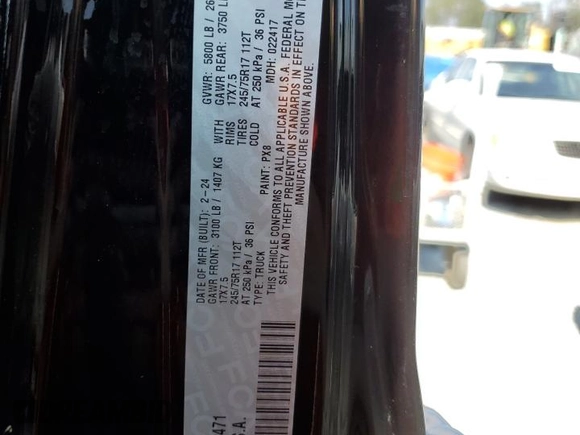 DATE OF MFR (BUILT): 2-24 GVWR: 5800 LB / 26
GAWR FRONT: 3100 LB / 1407 KG WITH GAWR REAR: 3750 L
17X7.5 RIMS 17X7.5
245/75R17 112T TIRES 245/75R17 112T
AT 250 kPa / 36 PSI COLD AT 250 kPa / 36 PSI
TYPE: TRUCK PAINT: PX8 MDH: 022417
THIS VEHICLE CONFORMS TO ALL APPLICABLE U.S.A. FEDERAL MO
SAFETY AND THEFT PREVENTION STANDARDS IN EFFECT ON T
MANUFACTURE SHOWN ABOVE.
471
S.A.